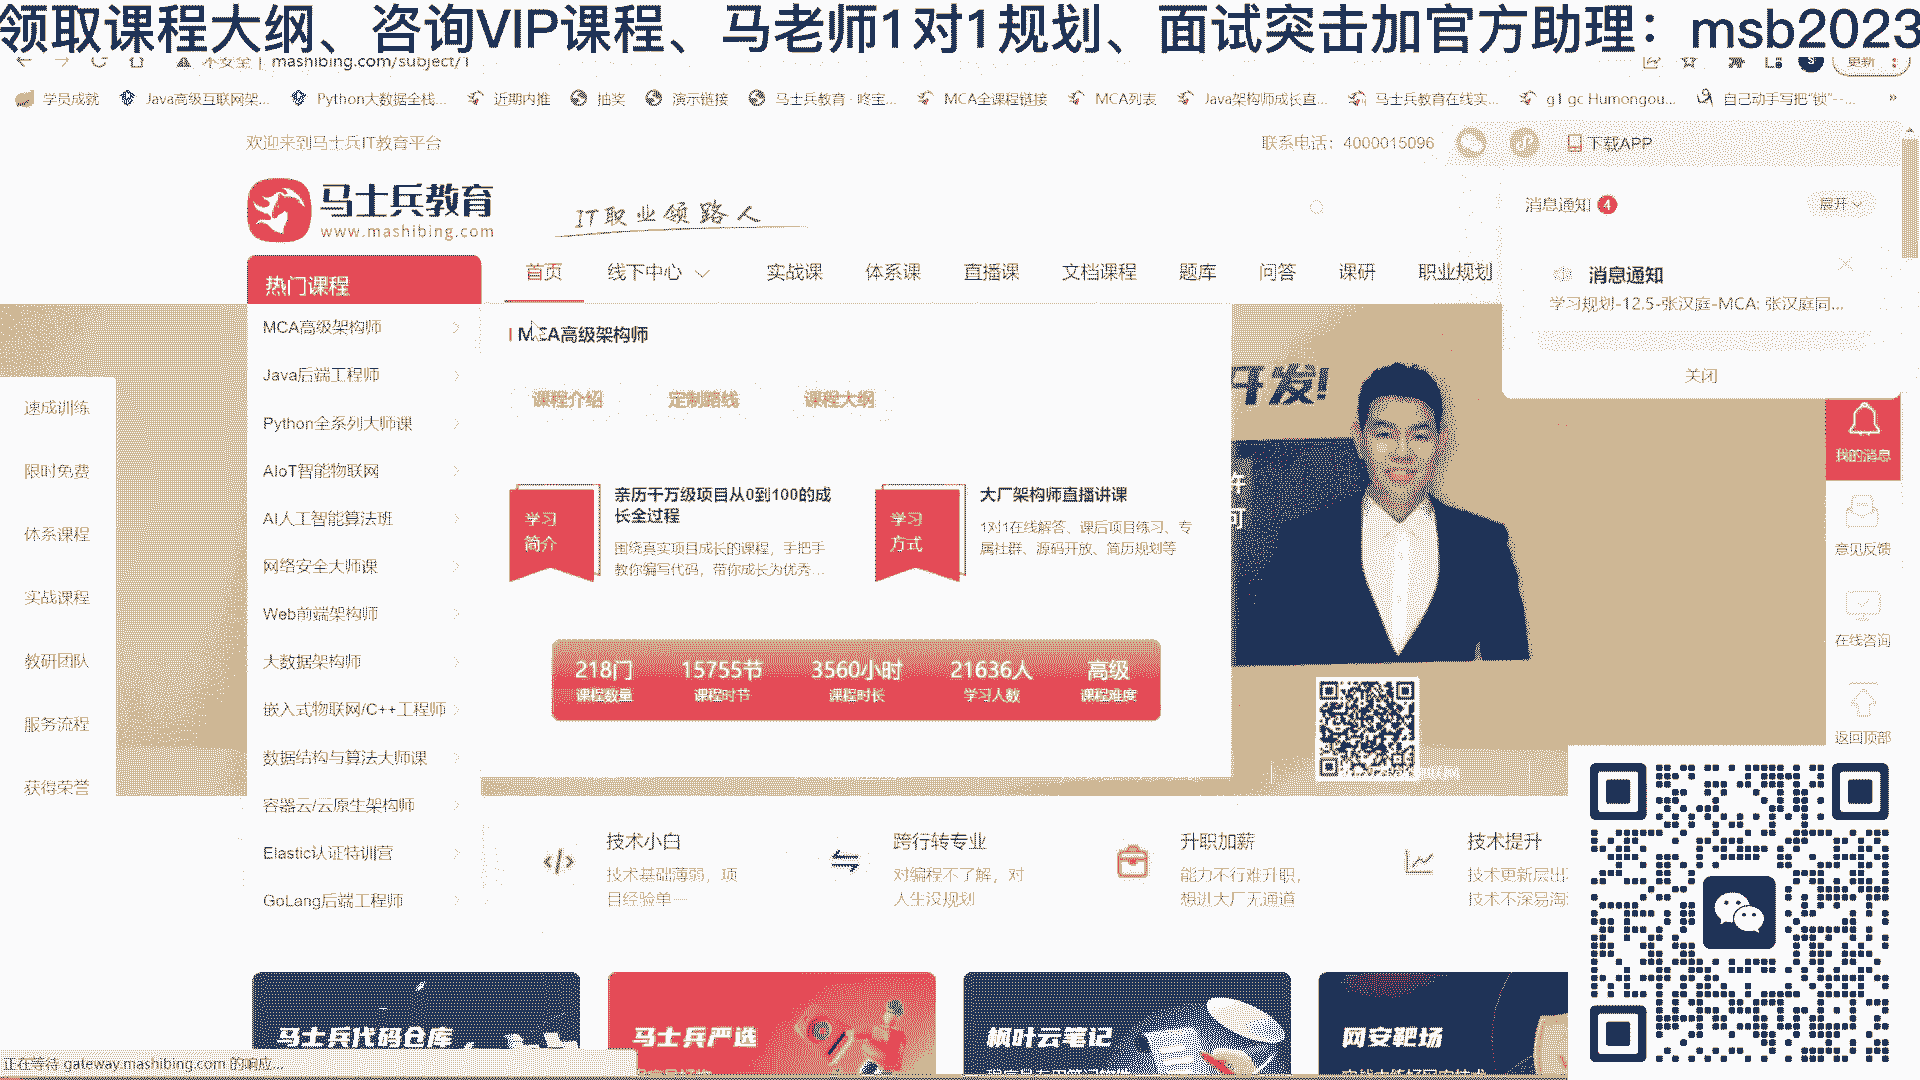 领取课程大纲、咨询VIP课程、马老师1对1规划、面试突击加官方助理：msb2023
不安全 | mashibing.com/subject/1
更新
学员成就
Java高级互联网架...
Python大数据全栈...
近期内推
抽奖
演示链接
马士兵教育 · 咚宝...
MCA全课程链接
MCA列表
Java架构师成长直...
马士兵教育在线实...
g1 gc Humongou...
自己动手写把“锁”--...
欢迎来到马士兵IT教育平台
联系电话：4000015096
下载APP
马士兵教育
www.mashibing.com
IT职业领路人
消息通知 4
展开
消息通知
学习规划-12.5-张汉庭-MCA: 张汉庭同...
关闭
热门课程
首页
线下中心
实战课
体系课
直播课
文档课程
题库
问答
课研
职业规划
MCA高级架构师
Java后端工程师
Python全系列大师课
AIoT智能物联网
AI人工智能算法班
网络安全大师课
Web前端架构师
大数据架构师
嵌入式物联网/C++工程师
数据结构与算法大师课
容器云/云原生架构师
Elastic认证特训营
GoLang后端工程师
速成训练
限时免费
体系课程
实战课程
教研团队
服务流程
获得荣誉
MCA高级架构师
课程介绍
定制路线
课程大纲
学习
简介
亲历千万级项目从0到100的成
长全过程
围绕真实项目成长的课程，手把手
教你编写代码，带你成长为优秀...
学习
方式
大厂架构师直播讲课
1对1在线解答、课后项目练习、专
属社群、源码开放、简历规划等
218门
课程数量
15755节
课程时节
3560小时
课程时长
21636人
学习人数
高级
课程难度
开发!
我的消息
意见反馈
在线咨询
返回顶部
技术小白
技术基础薄弱，项
目经验单一
跨行转专业
对编程不了解，对
人生没规划
升职加薪
能力不行难升职，
想进大厂无通道
技术提升
技术更新层出
技术不深易淘
马士兵代码仓库
马士兵严选
枫叶云笔记
网安靶场
正在等待 gateway.mashibing.com 的响应...